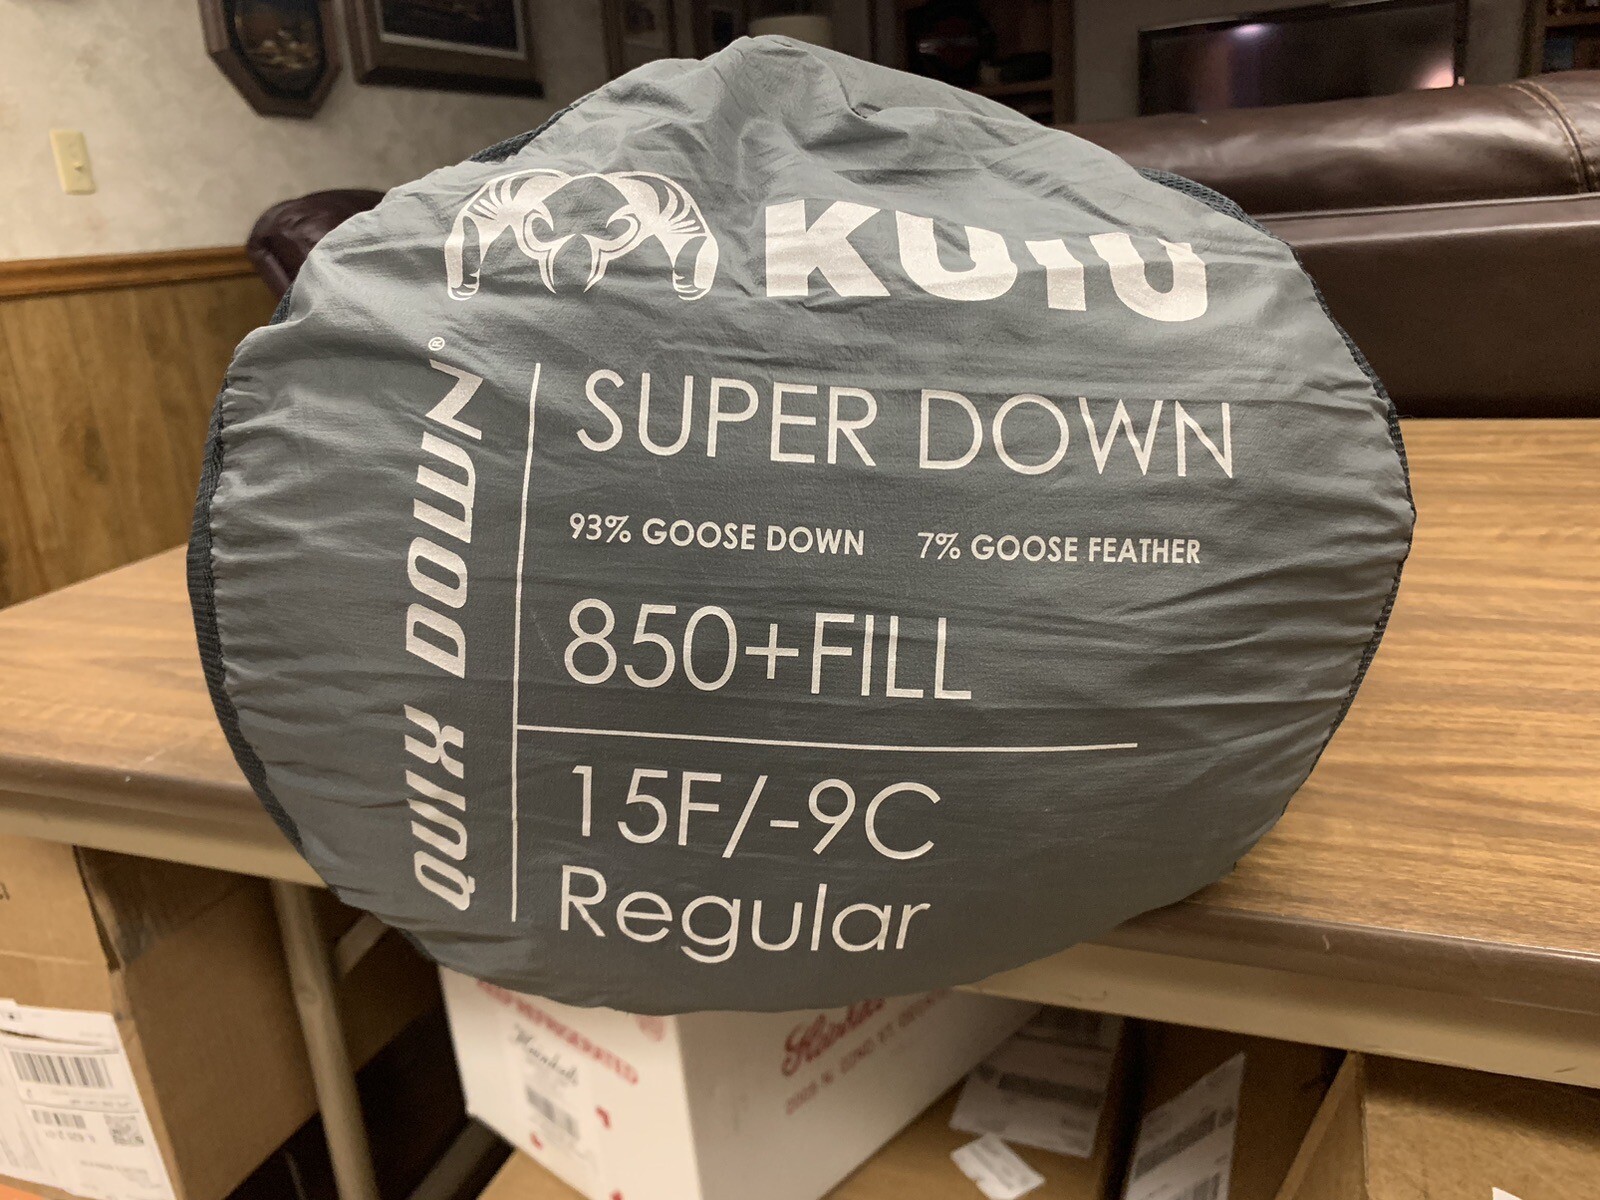 KUIU
QUIX DOWN®
SUPER DOWN
93% GOOSE DOWN 7% GOOSE FEATHER
850+FILL
15F/-9C
Regular